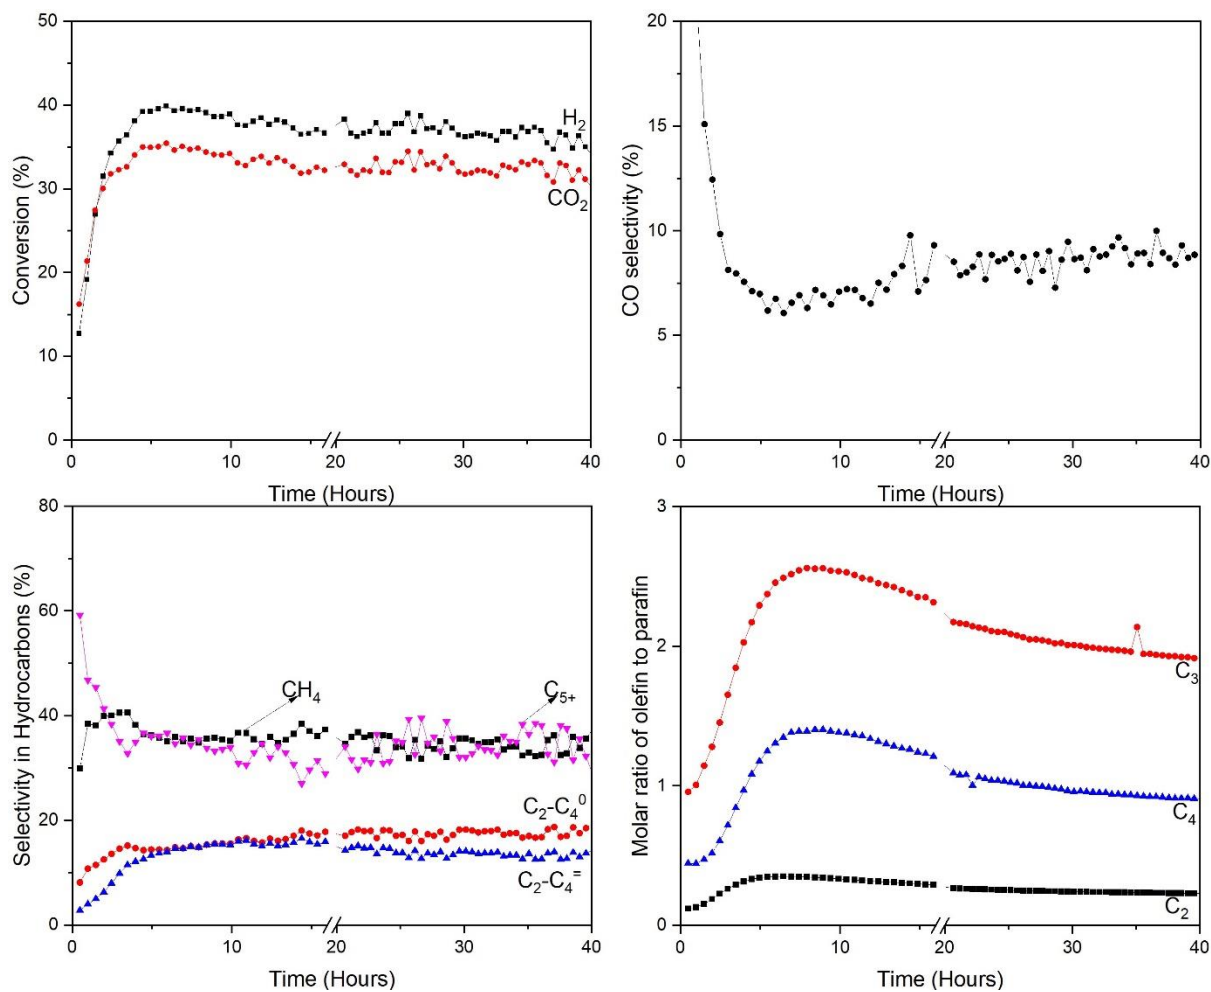 50
40
30
20
10
0
Conversion (%)
H₂
CO₂
0
10
20
30
40
Time (Hours)
20
15
10
5
0
CO selectivity (%)
0
10
20
30
40
Time (Hours)
80
60
40
20
0
Selectivity in Hydrocarbons (%)
CH₄
C₅₊
C₂-C₄⁰
C₂-C₄⁼
0
10
20
30
40
Time (Hours)
3
2
1
0
Molar ratio of olefin to parafin
C₃
C₄
C₂
0
10
20
30
40
Time (Hours)